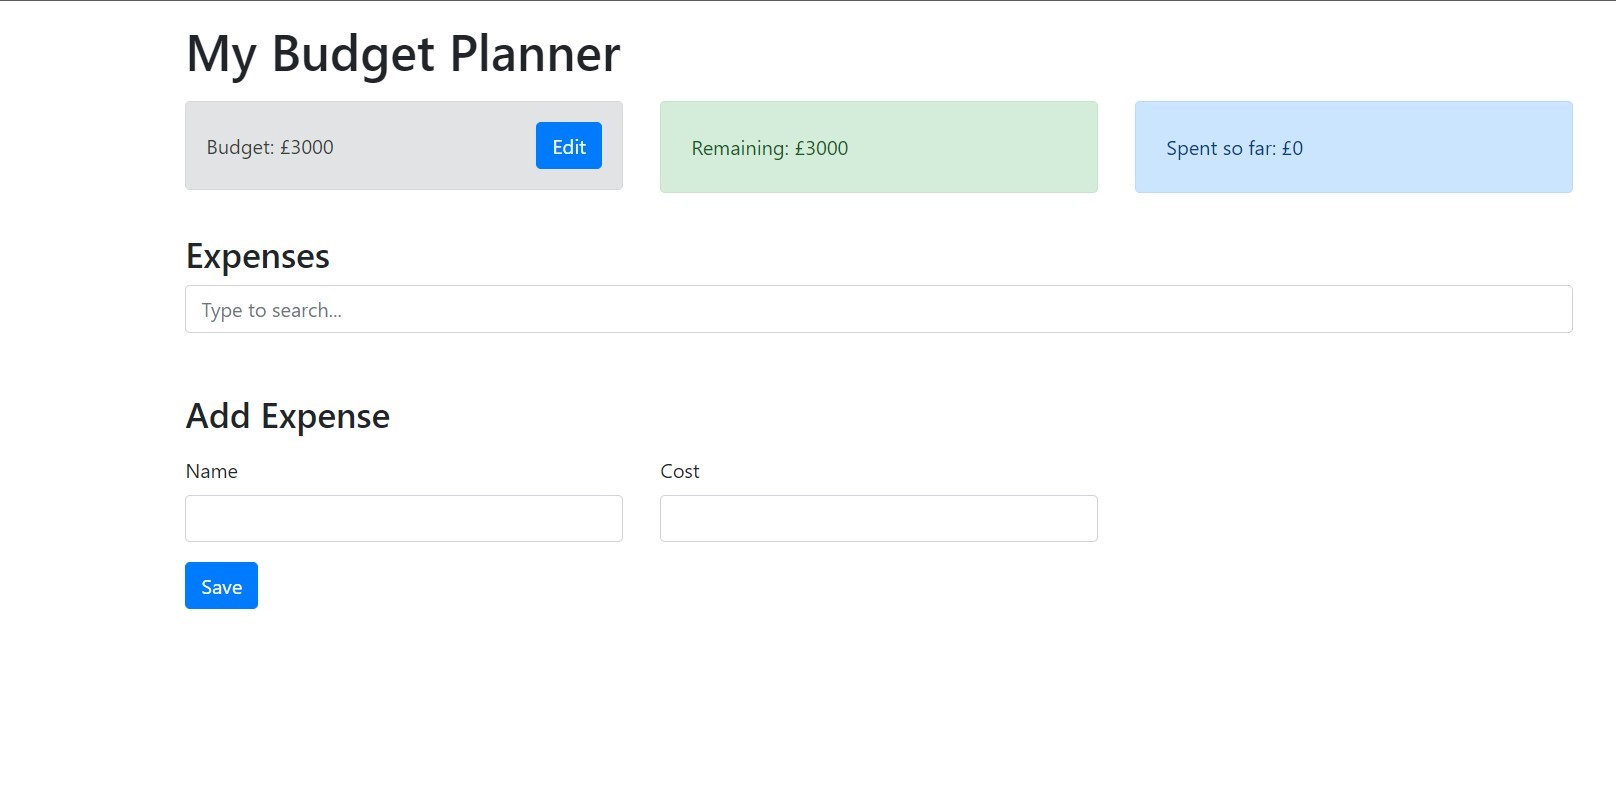 My Budget Planner
Budget: £3000
Edit
Remaining: £3000
Spent so far: £0
Expenses
Type to search...
Add Expense
Name
Cost
Save